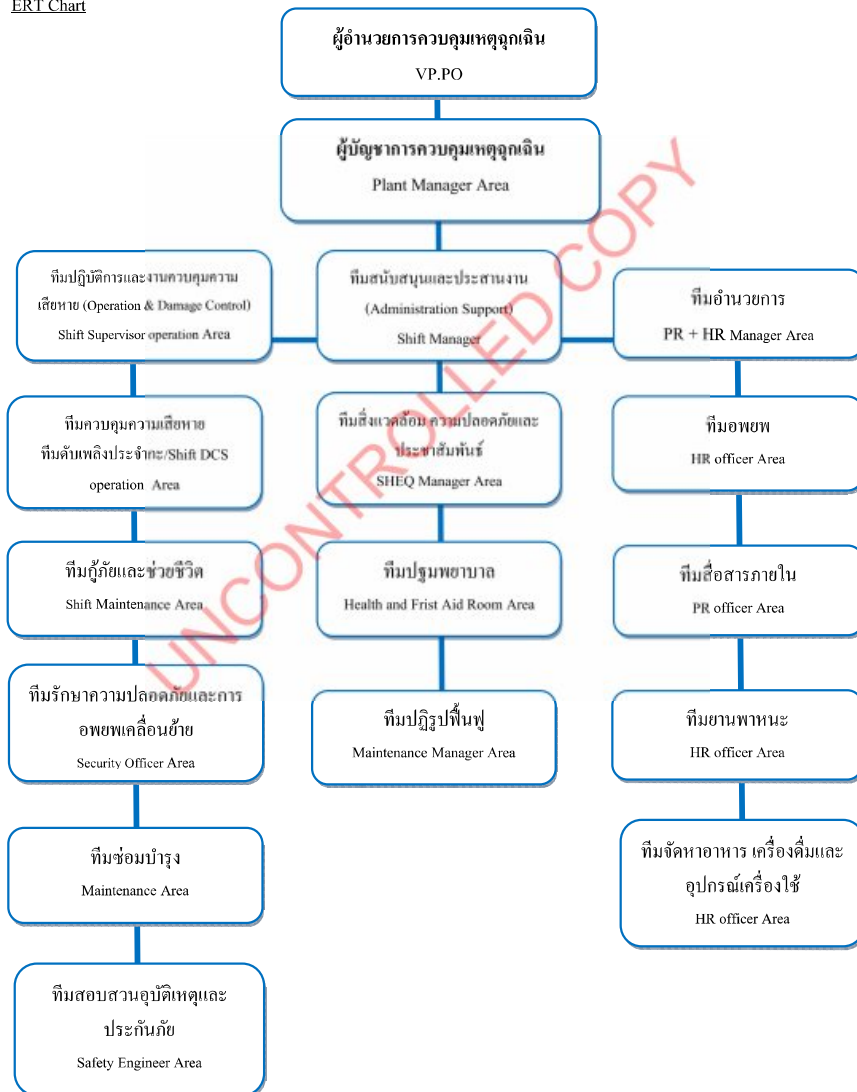 ERT Chart
ผู้อำนวยการควบคุมเหตุฉุกเฉิน
VP.PO
ผู้บัญชาการควบคุมเหตุฉุกเฉิน
Plant Manager Area
ทีมปฏิบัติการและงานควบคุมความ
เสียหาย (Operation & Damage Control)
Shift Supervisor operation Area
ทีมสนับสนุนและประสานงาน
(Administration Support)
Shift Manager
ทีมอำนวยการ
PR + HR Manager Area
ทีมควบคุมความเสียหาย
ทีมดับเพลิงประจำกะ/Shift DCS
operation Area
ทีมสิ่งแวดล้อม ความปลอดภัยและ
ประชาสัมพันธ์
SHEQ Manager Area
ทีมอพยพ
HR officer Area
ทีมกู้ภัยและช่วยชีวิต
Shift Maintenance Area
ทีมปฐมพยาบาล
Health and Frist Aid Room Area
ทีมสื่อสารภายใน
PR officer Area
ทีมรักษาความปลอดภัยและการ
อพยพเคลื่อนย้าย
Security Officer Area
ทีมปฏิรูปฟื้นฟู
Maintenance Manager Area
ทีมยานพาหนะ
HR officer Area
ทีมซ่อมบำรุง
Maintenance Area
ทีมจัดหาอาหาร เครื่องดื่มและ
อุปกรณ์เครื่องใช้
HR officer Area
ทีมสอบสวนอุบัติเหตุและ
ประกันภัย
Safety Engineer Area
UNCONTROLLED COPY